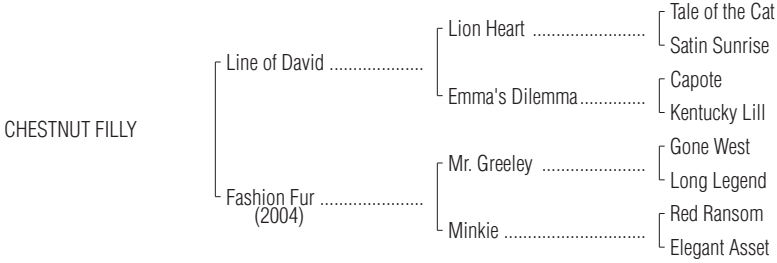 Tale of the Cat
Lion Heart ........................
Satin Sunrise
Line of David ....................
Capote
Emma's Dilemma..............
Kentucky Lill
CHESTNUT FILLY
Gone West
Mr. Greeley ......................
Long Legend
Fashion Fur ......................
(2004)
Red Ransom
Minkie ..............................
Elegant Asset